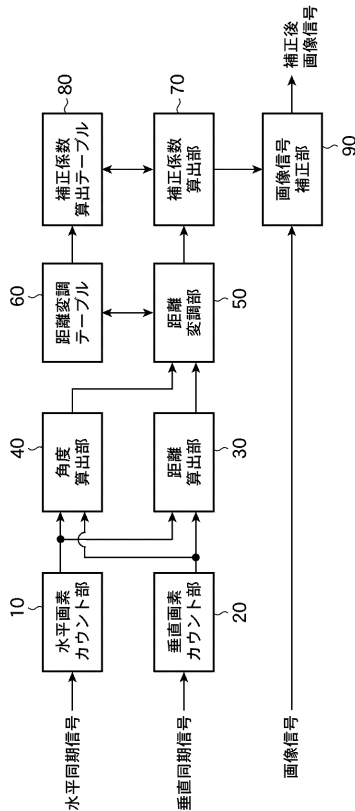 水平同期信号
10
水平画素
カウント部
40
角度
算出部
60
距離変調
テーブル
80
補正係数
算出テーブル
垂直同期信号
垂直画素
カウント部
20
距離
算出部
30
距離
変調部
50
補正係数
算出部
70
画像信号
画像信号
補正部
90
補正後
画像信号